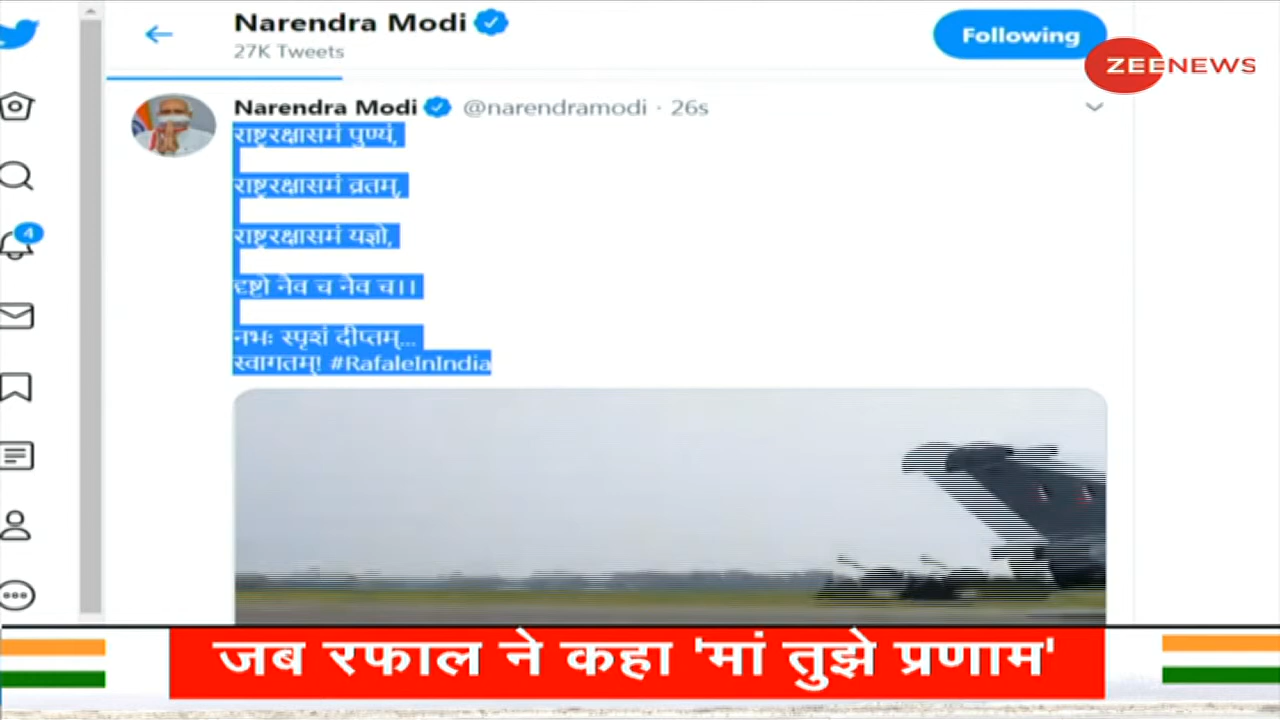 Narendra Modi
27K Tweets
Following
ZEENEWS
Narendra Modi @narendramodi · 26s
राष्ट्ररक्षासमं पुण्यं,
राष्ट्ररक्षासमं व्रतम्,
राष्ट्ररक्षासमं यज्ञो,
दृष्टो नैव च नैव च।।
नभः स्पृशं दीप्तम्...
स्वागतम्! #RafaleInIndia
4
जब रफाल ने कहा 'मां तुझे प्रणाम'